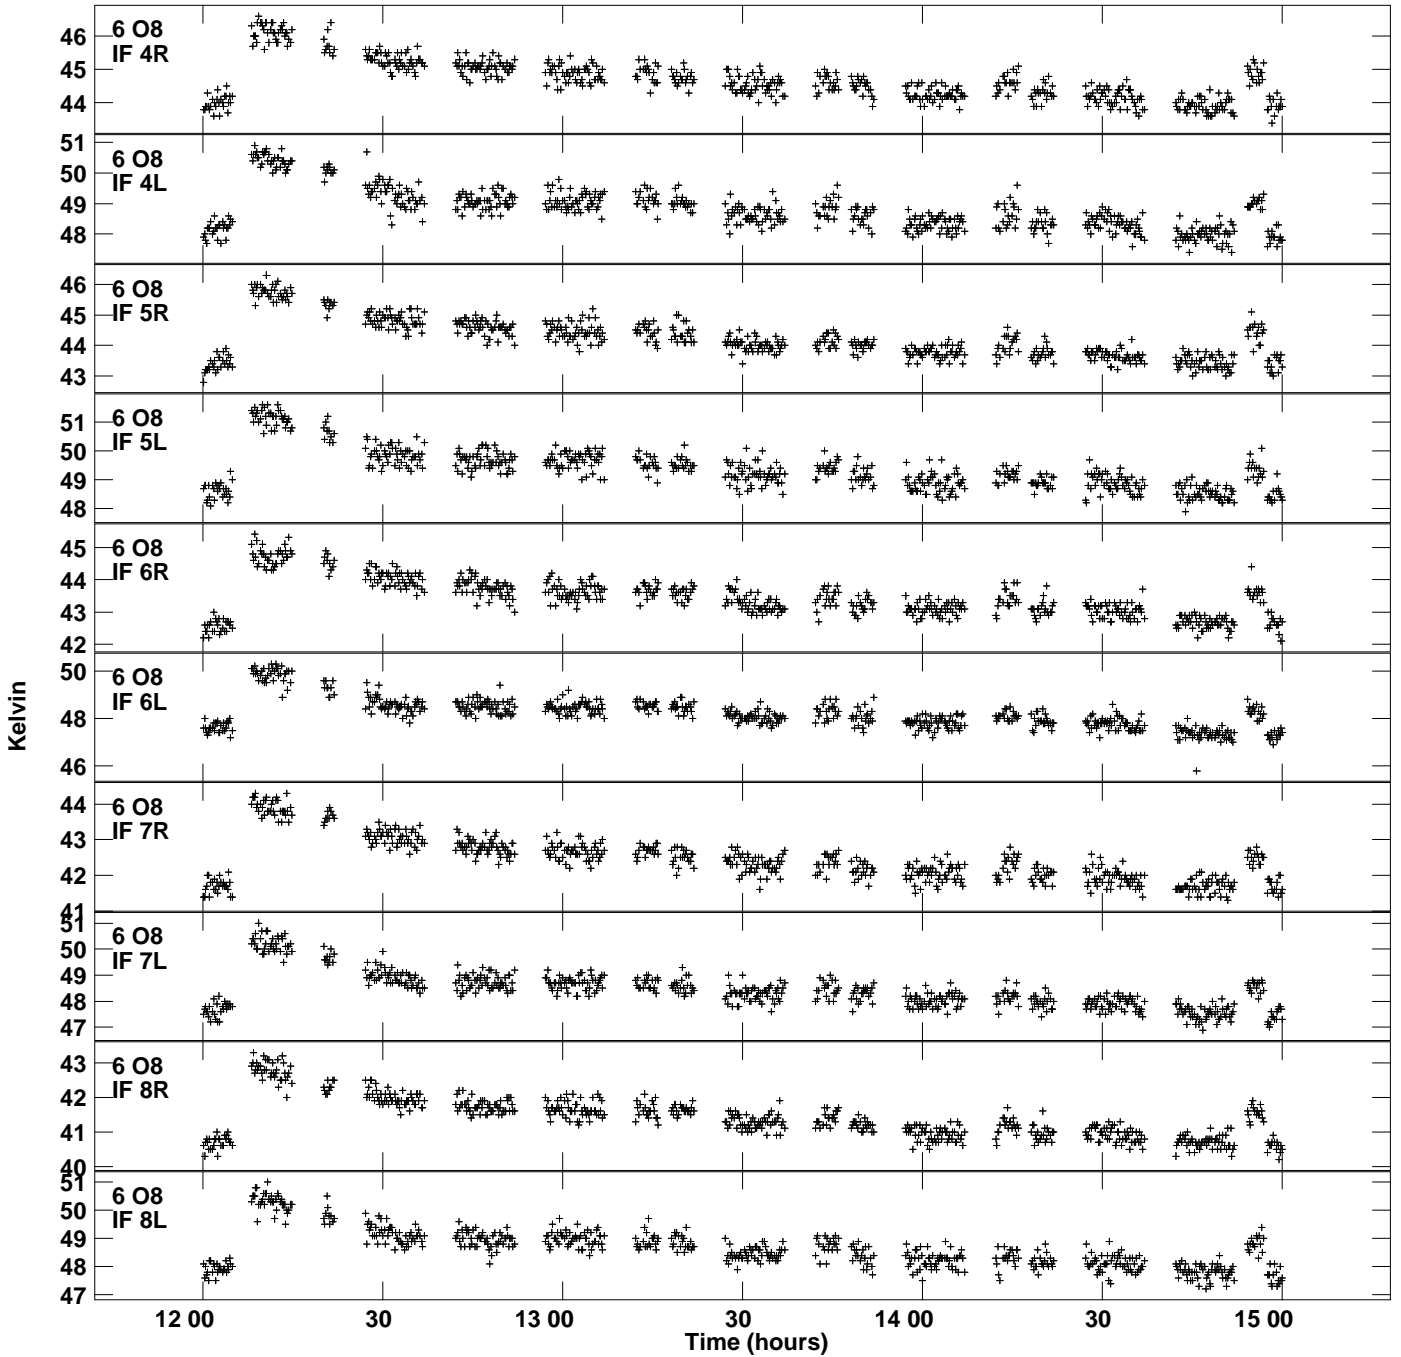 6 O8
IF 4R
46
45
44
6 O8
IF 4L
51
50
49
48
6 O8
IF 5R
46
45
44
43
6 O8
IF 5L
51
50
49
48
6 O8
IF 6R
45
44
43
42
6 O8
IF 6L
50
48
46
6 O8
IF 7R
44
43
42
41
6 O8
IF 7L
51
50
49
48
47
6 O8
IF 8R
43
42
41
40
6 O8
IF 8L
51
50
49
48
47
Kelvin
12 00 30 13 00 30 14 00 30 15 00
Time (hours)